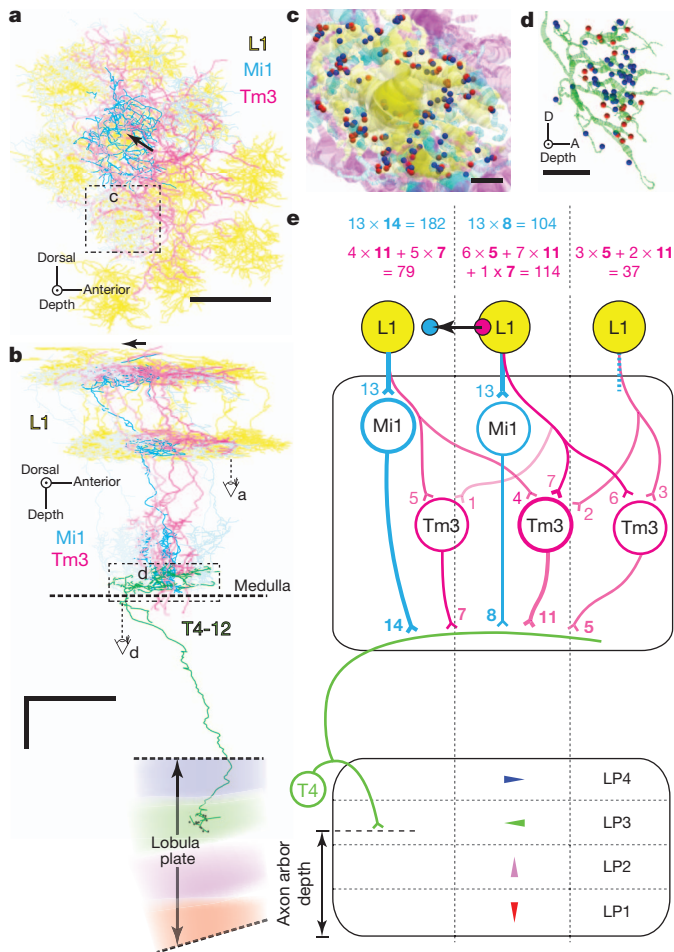 a
L1
Mi1
Tm3
c
Dorsal
Anterior
Depth
b
L1
Dorsal
Anterior
Depth
a
Mi1
Tm3
d
Medulla
T4-12
d
Lobula
plate
c
d
D
A
Depth
e
13 × 14 = 182
13 × 8 = 104
4 × 11 + 5 × 7
= 79
6 × 5 + 7 × 11
+ 1 x 7 = 114
3 × 5 + 2 × 11
= 37
L1
L1
L1
13
13
Mi1
Mi1
5
1
4
7
2
6
3
Tm3
Tm3
Tm3
14
7
8
11
5
T4
LP4
LP3
LP2
LP1
Axon arbor
depth